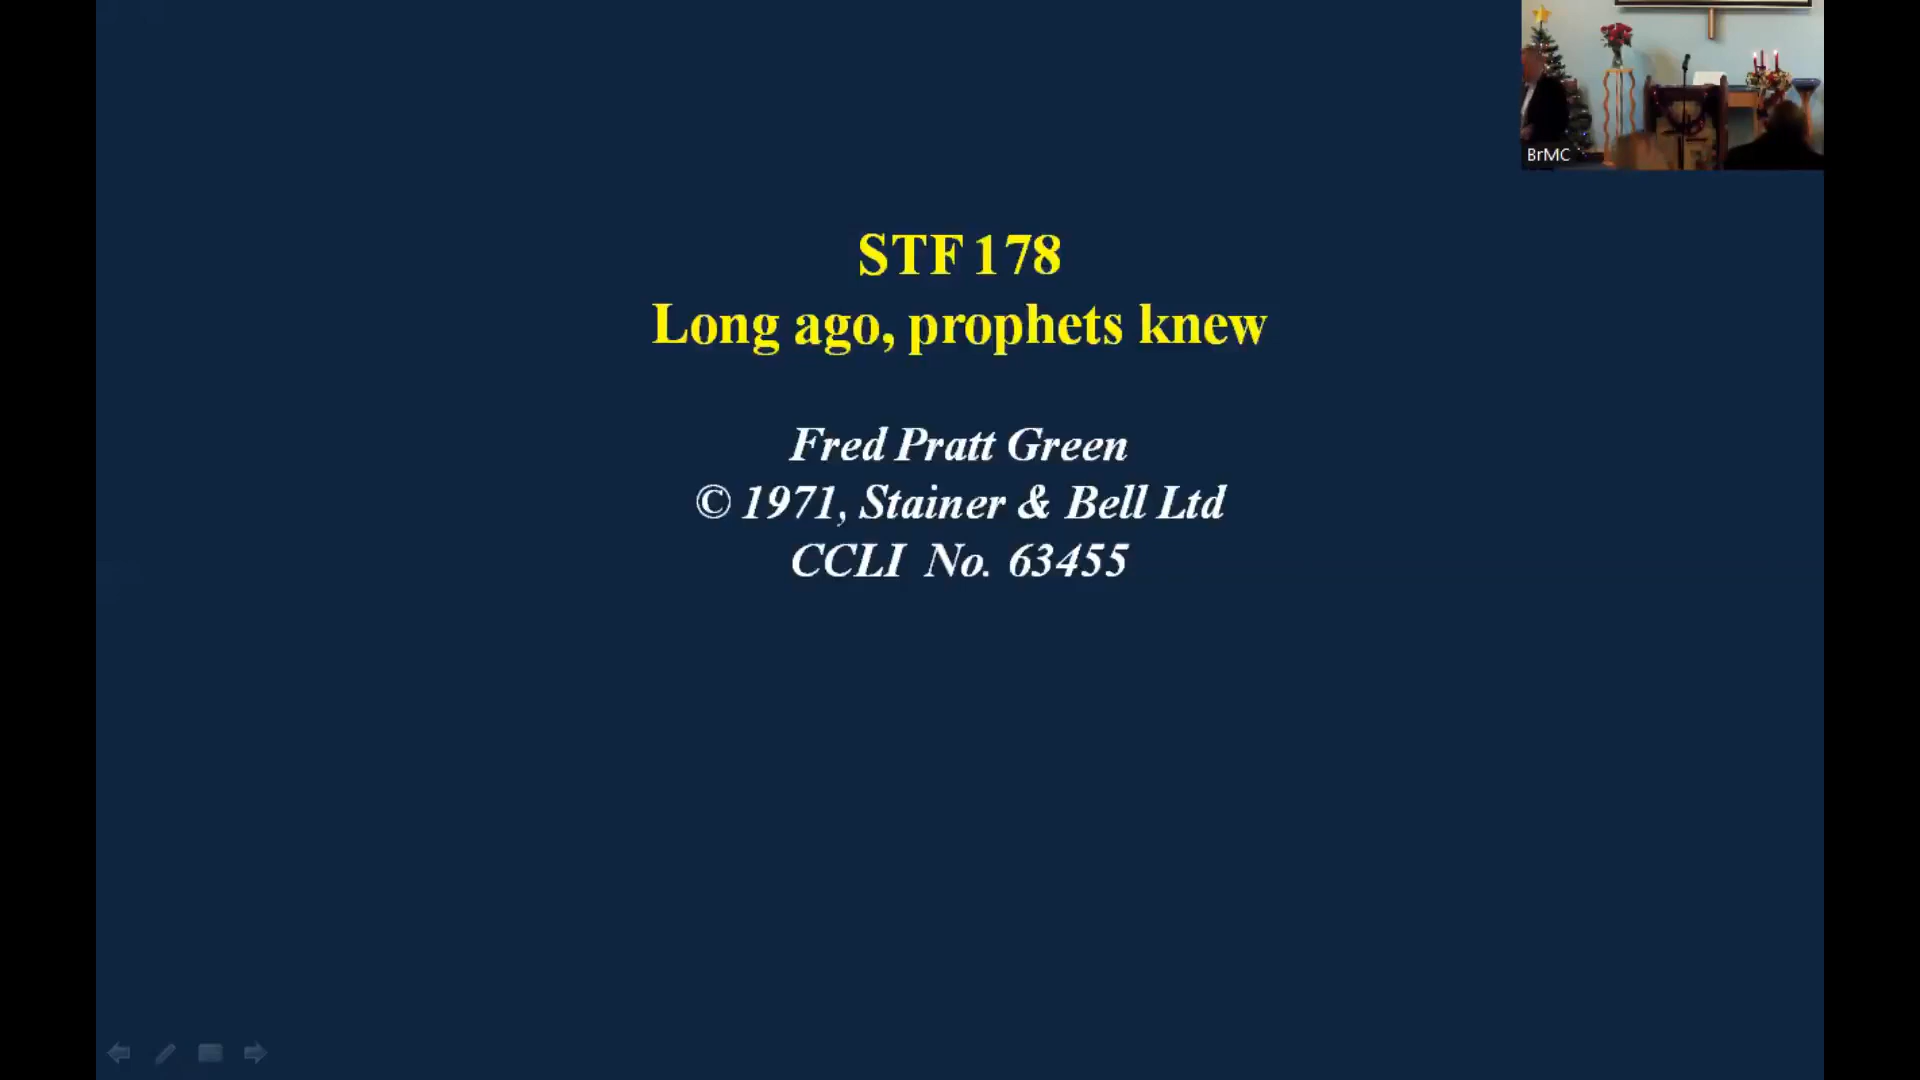 BrMC
STF 178
Long ago, prophets knew
Fred Pratt Green
© 1971, Stainer & Bell Ltd
CCLI No. 63455